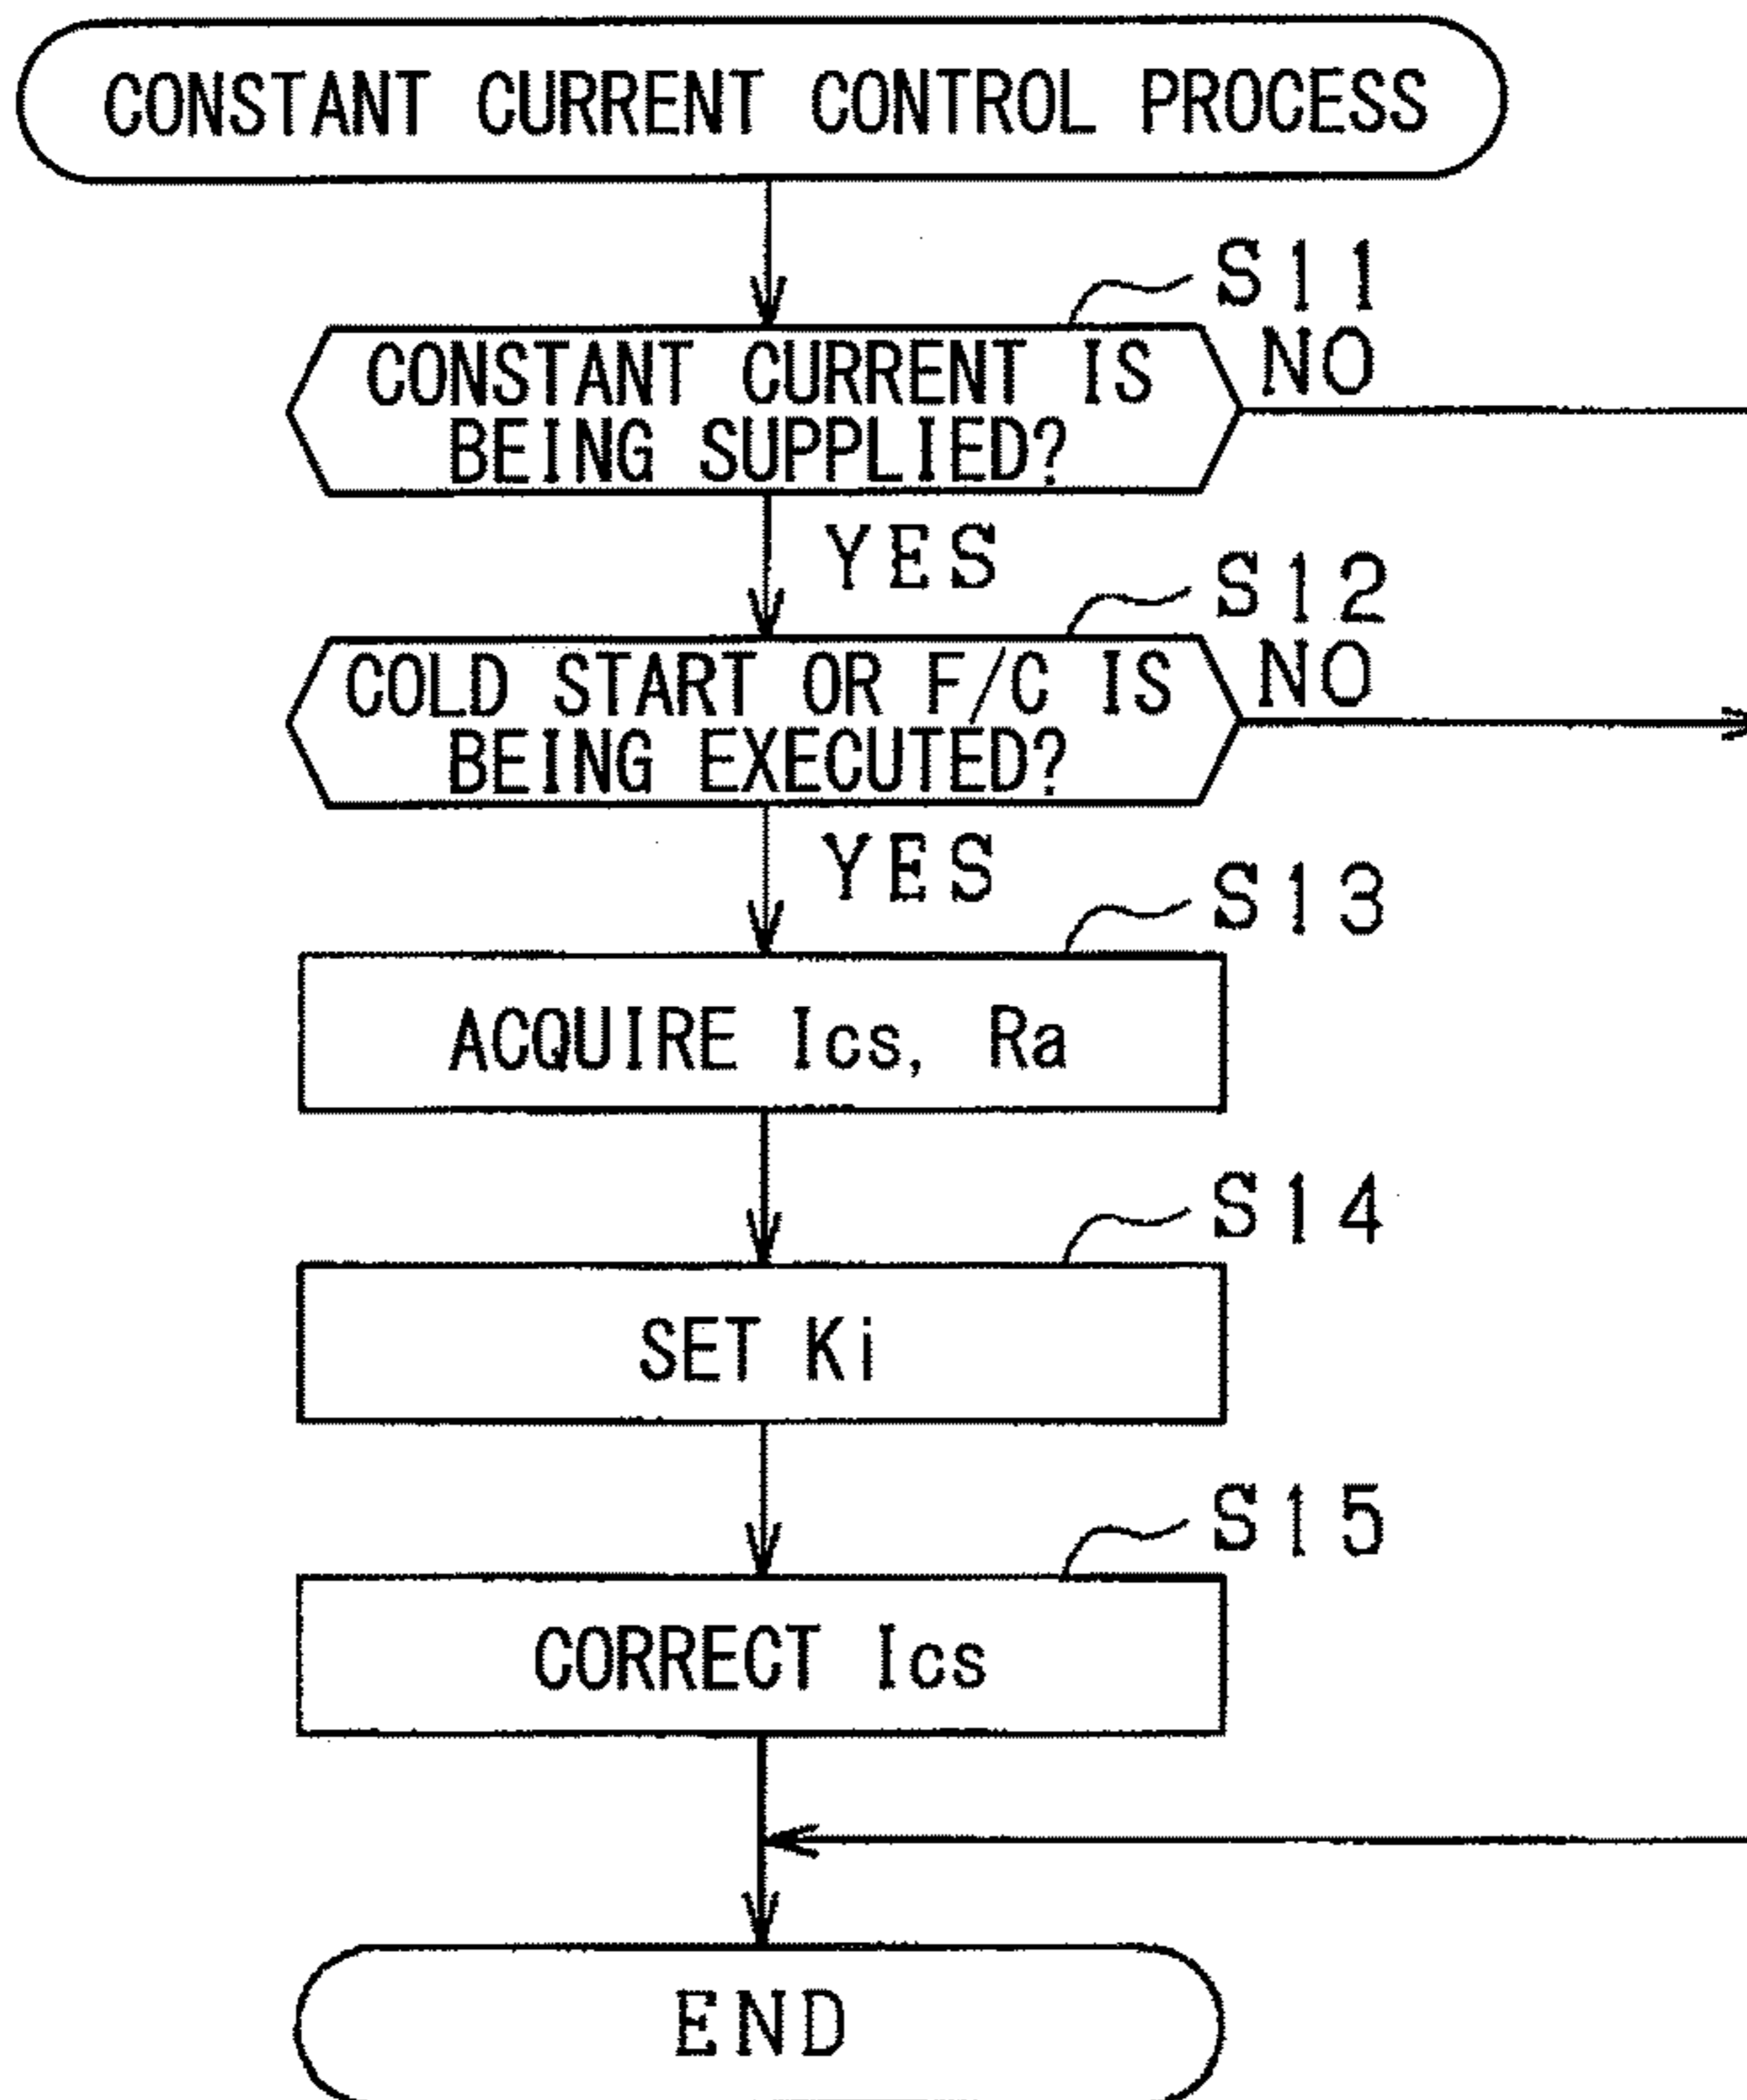 CONSTANT CURRENT CONTROL PROCESS
S11
CONSTANT CURRENT IS
BEING SUPPLIED?
NO
YES
S12
COLD START OR F/C IS
BEING EXECUTED?
NO
YES
S13
ACQUIRE Ics, Ra
S14
SET Ki
S15
CORRECT Ics
END